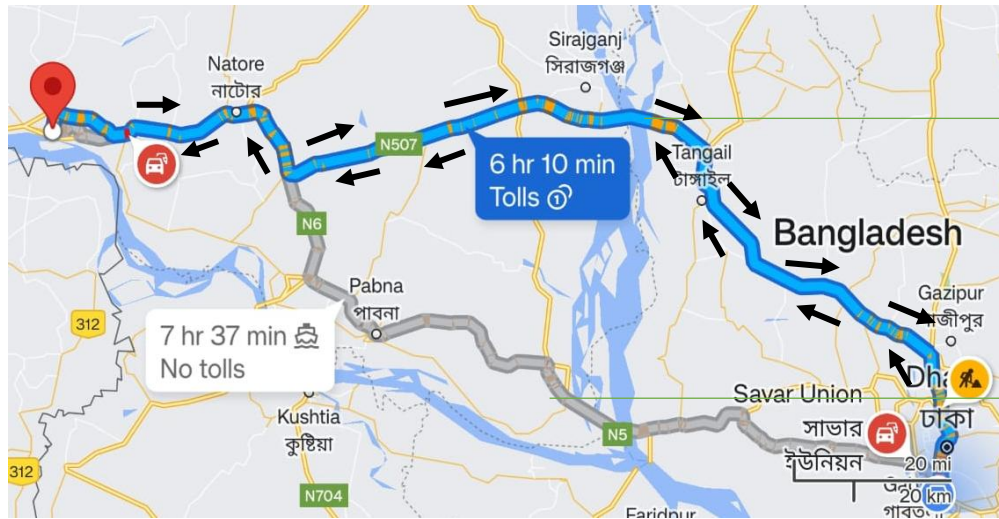 Sirajganj
সিরাজগঞ্জ
Natore
নাটোর
N507
6 hr 10 min
Tolls
Tangail
টাঙ্গাইল
N6
Bangladesh
Pabna
পাবনা
Gazipur
312
7 hr 37 min
No tolls
Savar Union
সাভার
ইউনিয়ন
ঢাকা
Kushtia
কুষ্টিয়া
N5
312
20 mi
20 km
N704
Faridpur